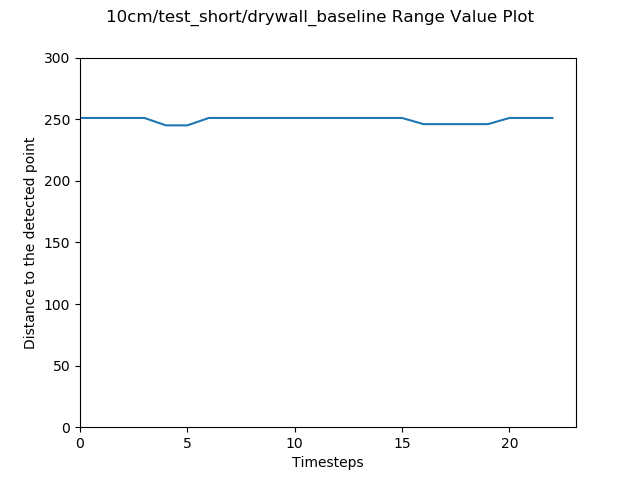 10cm/test_short/drywall_baseline Range Value Plot
300
250
200
150
100
50
0
Distance to the detected point
0 5 10 15 20
Timesteps